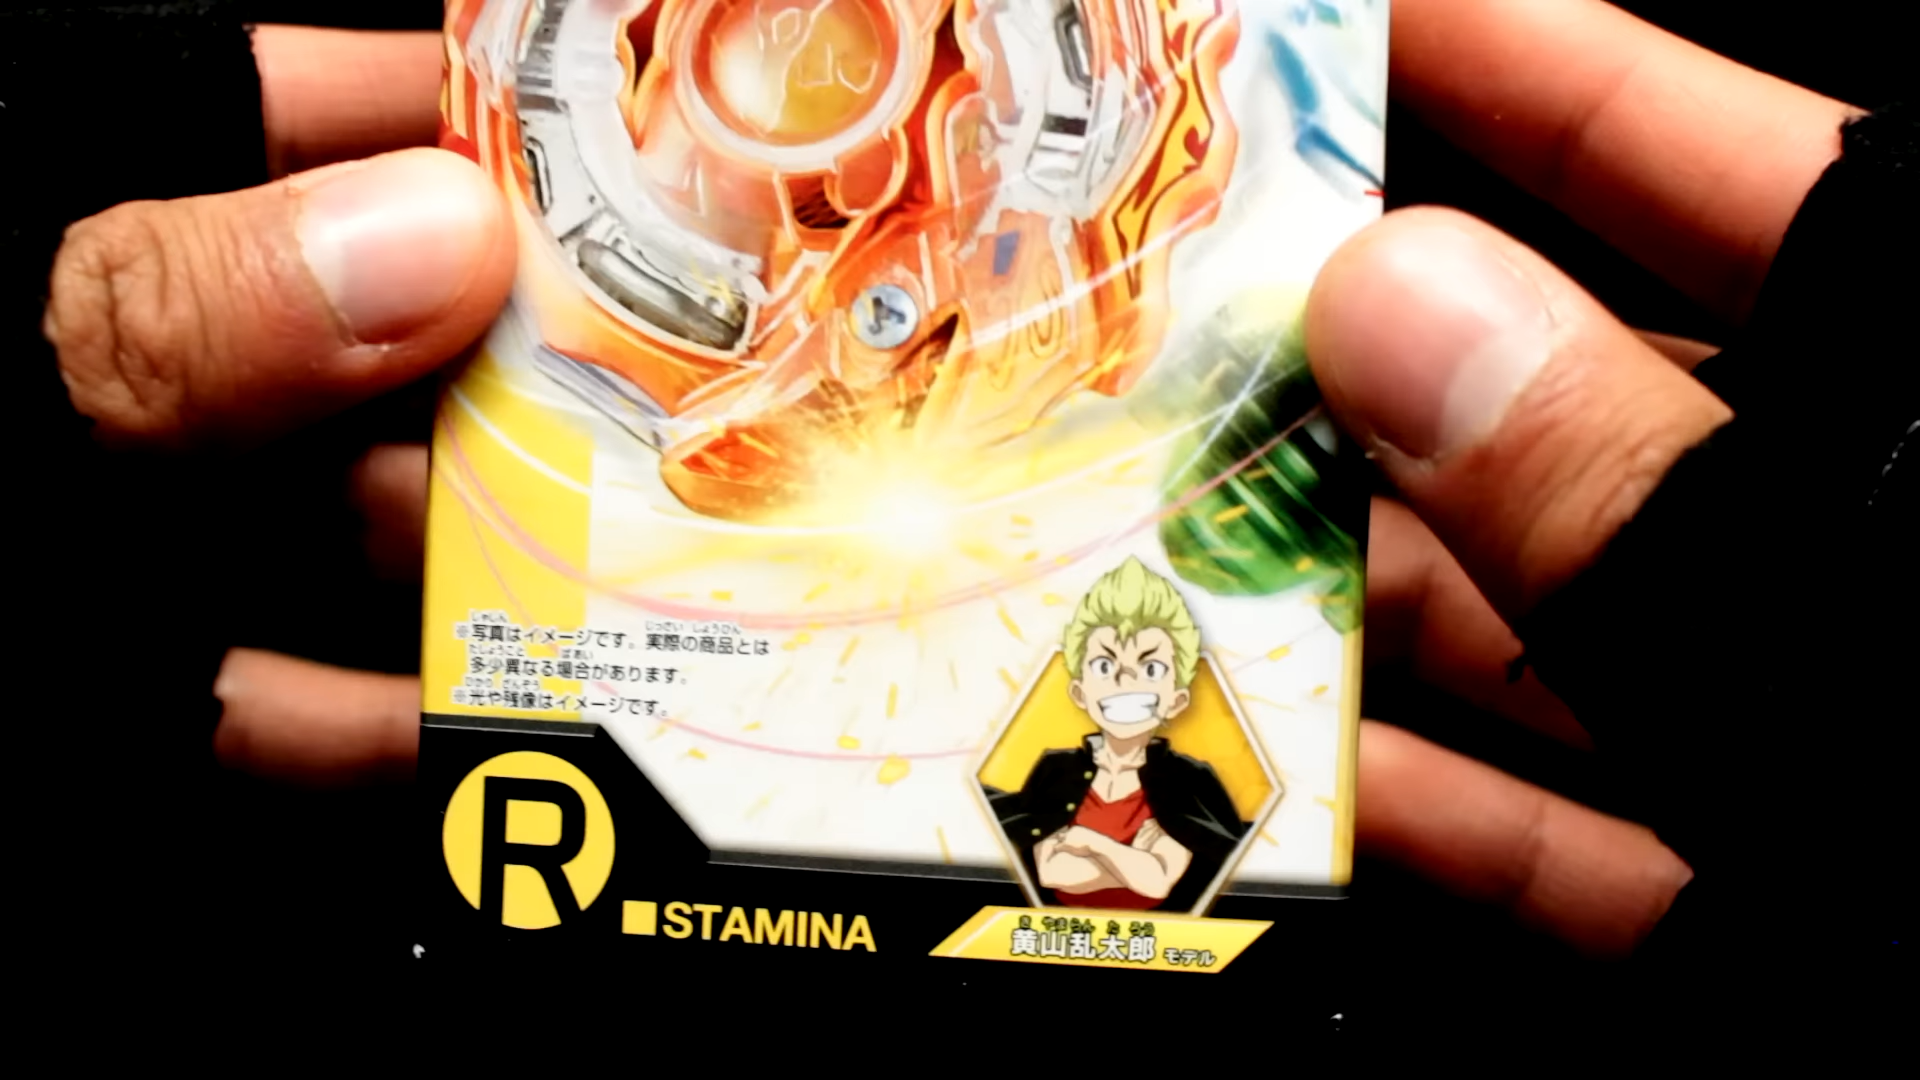 ※写真はイメージです。実際の商品とは
多少異なる場合があります。
※光や残像はイメージです。
R
■STAMINA
黄山乱太郎 モデル